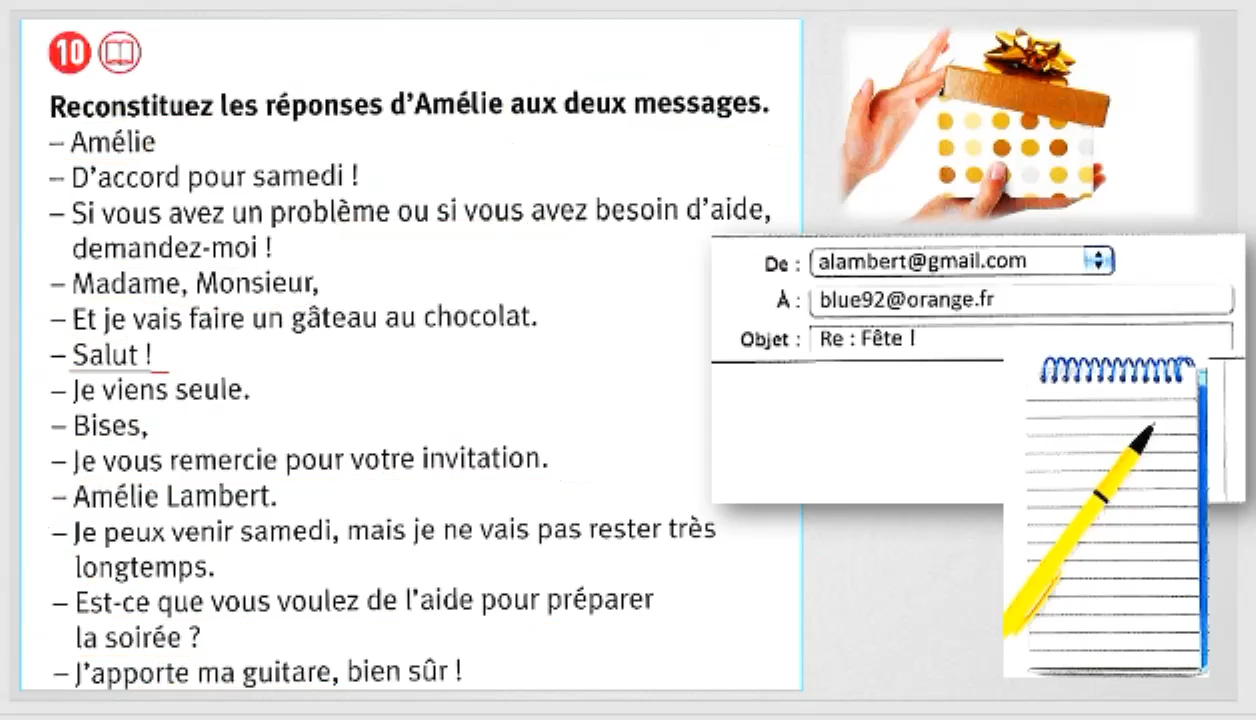 10
Reconstituez les réponses d'Amélie aux deux messages.
– Amélie
– D'accord pour samedi !
– Si vous avez un problème ou si vous avez besoin d'aide,
demandez-moi !
– Madame, Monsieur,
– Et je vais faire un gâteau au chocolat.
– Salut !
– Je viens seule.
– Bises,
– Je vous remercie pour votre invitation.
– Amélie Lambert.
– Je peux venir samedi, mais je ne vais pas rester très
longtemps.
– Est-ce que vous voulez de l'aide pour préparer
la soirée ?
– J'apporte ma guitare, bien sûr !
De : alambert@gmail.com
À : blue92@orange.fr
Objet : Re : Fête !